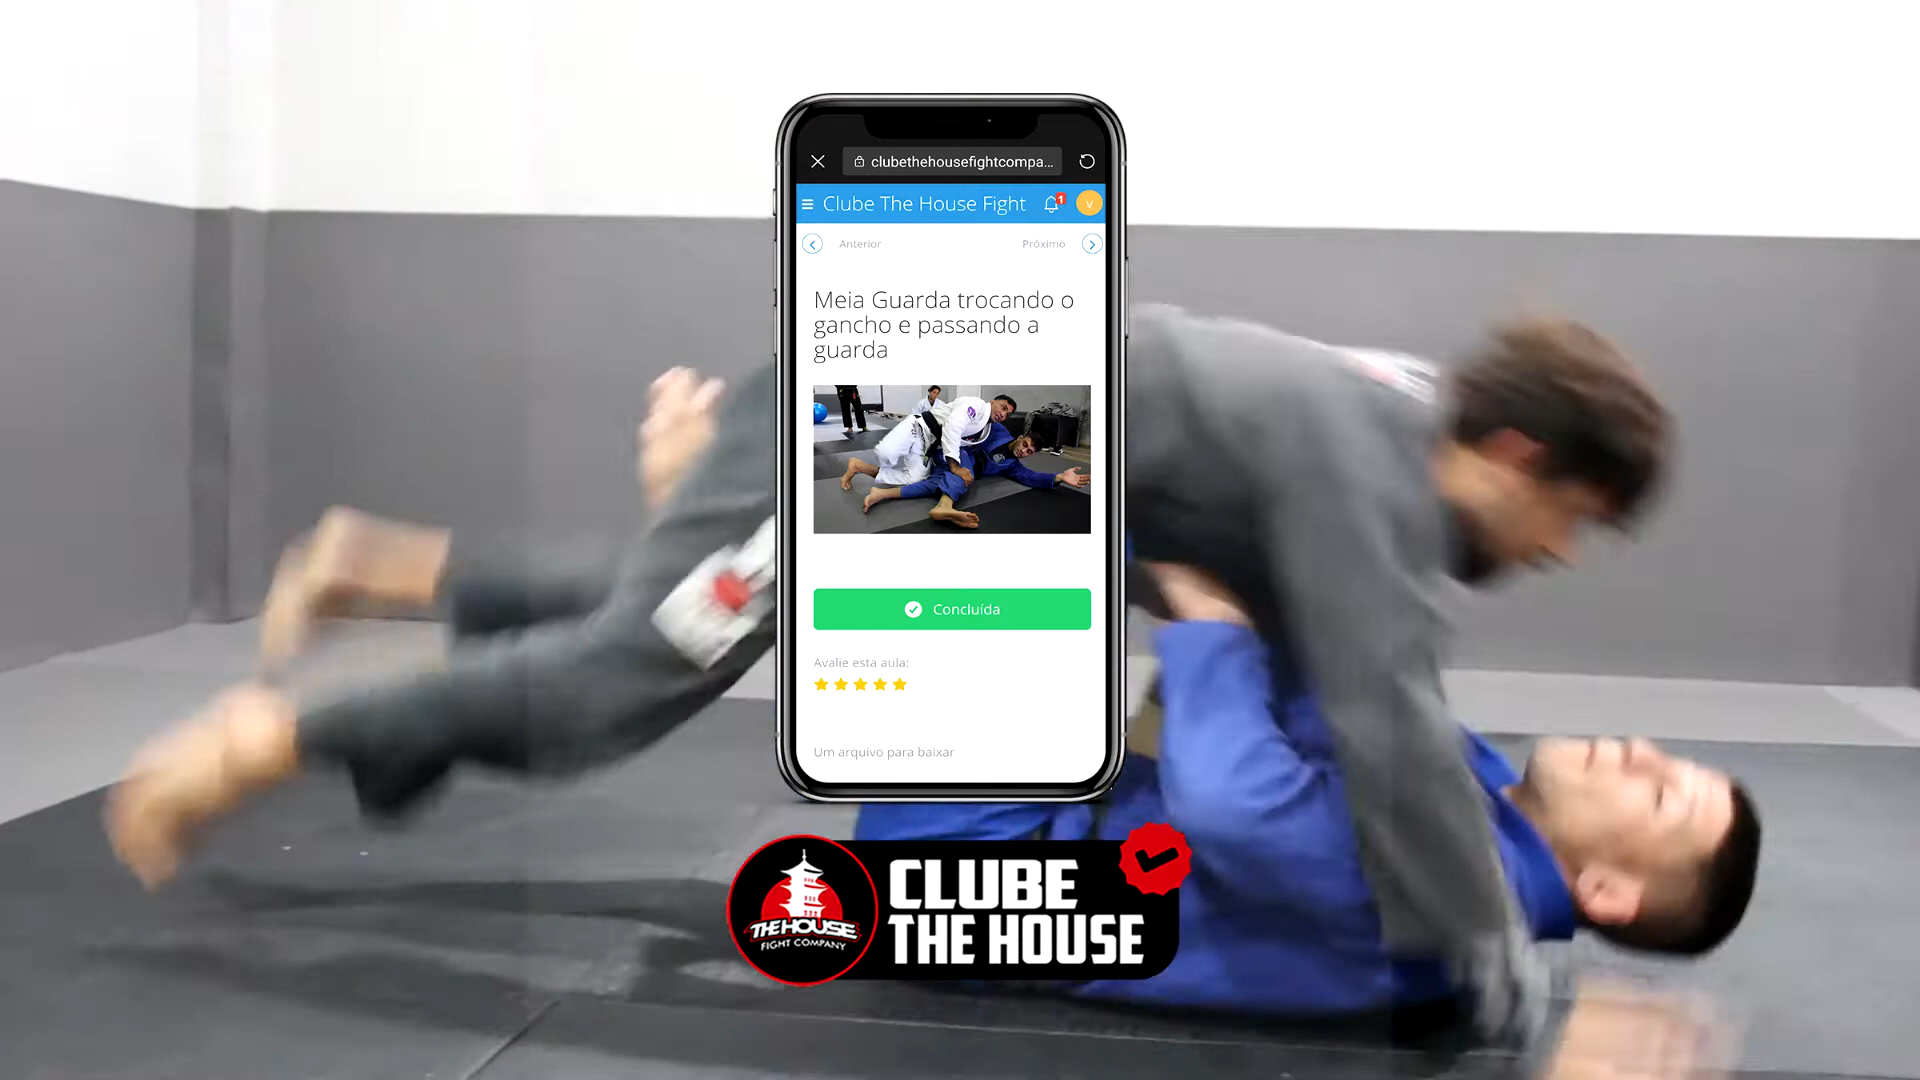 clubethehousefightcompa...
Clube The House Fight
1
v
Anterior
Próximo
Meia Guarda trocando o
gancho e passando a
guarda
Concluída
Avalie esta aula:
Um arquivo para baixar
THE HOUSE
FIGHT COMPANY
CLUBE
THE HOUSE